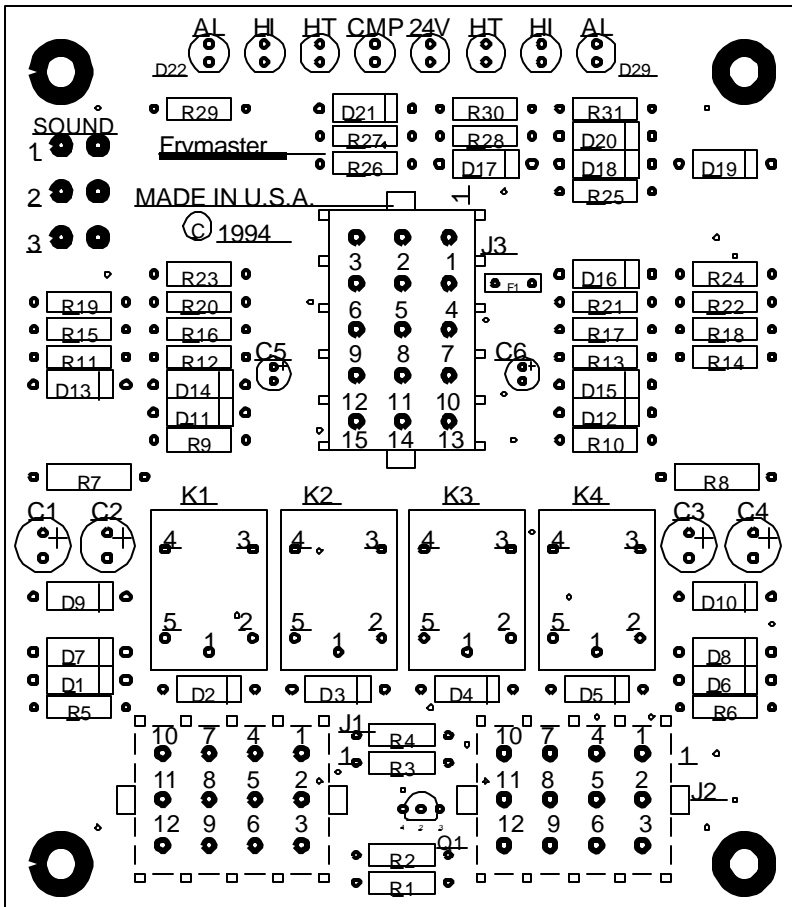 AL HI HT CMP 24V HT HI AL
D22 D29
R29 D21 R30 R31
SOUND Frymaster R27 R28 D20
1 R26 D17 D18 D19
2 MADE IN U.S.A. 1 R25
3 C 1994 J3
3 2 1
R23 F1 D16 R24
R19 R20 6 5 4 R21 R22
R15 R16 R17 R18
R11 R12 C5 9 8 7 C6 R13 R14
D13 D14 D15
D11 12 11 10 D12
R9 15 14 13 R10
R7 R8
C1 C2 K1 K2 K3 K4 C3 C4
4 3 4 3 4 3 4 3
D9 D10
5 1 2 5 1 2 5 1 2 5 1 2
D7 D8
D1 D2 D3 D4 D5 D6
R5 R6
J1
10 7 4 1 R4 10 7 4 1
1 R3 1
11 8 5 2 11 8 5 2 J2
12 9 6 3 4 2 3 12 9 6 3
Q1
R2
R1